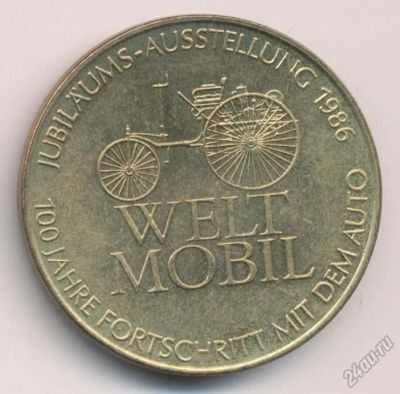 JUBILÄUMS-AUSSTELLUNG 1986
WELT
MOBIL
100 JAHRE FORTSCHRITT MIT DEM AUTO
24au.ru